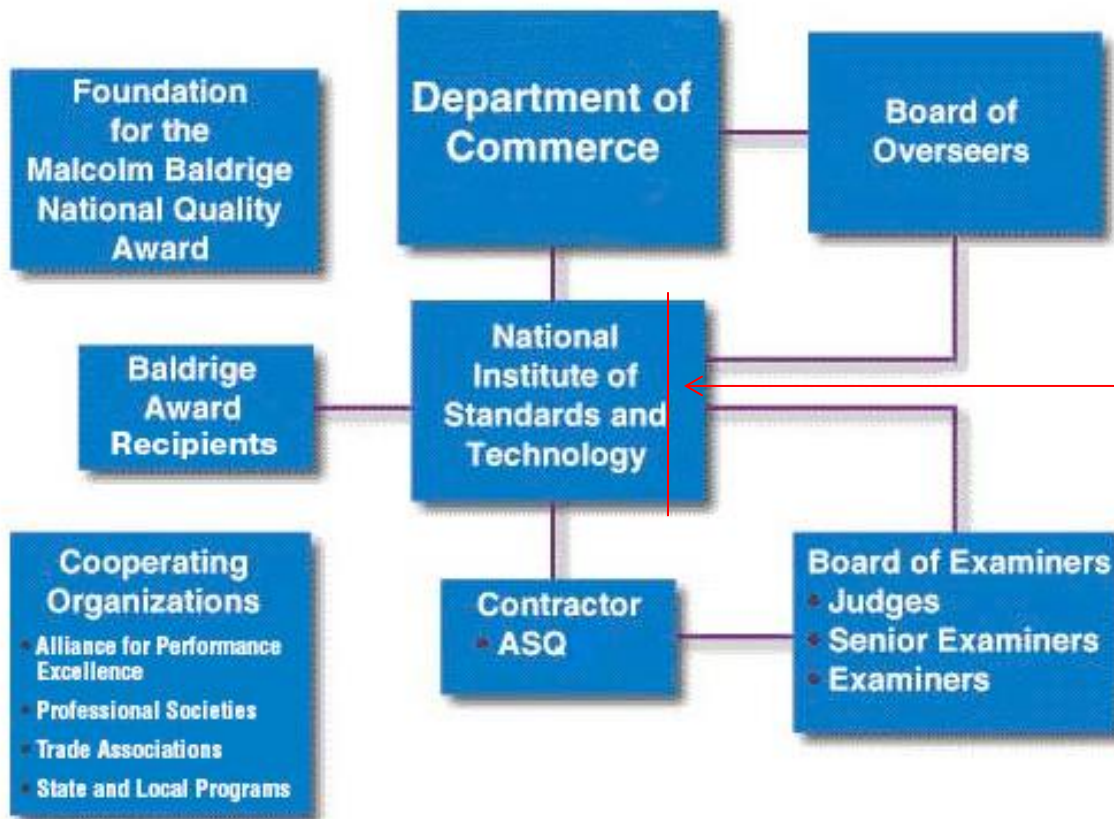 Foundation
for the
Malcolm Baldrige
National Quality
Award
Department of
Commerce
Board of
Overseers
Baldrige
Award
Recipients
National
Institute of
Standards and
Technology
Cooperating
Organizations
• Alliance for Performance
Excellence
• Professional Societies
• Trade Associations
• State and Local Programs
Contractor
• ASQ
Board of Examiners
• Judges
• Senior Examiners
• Examiners